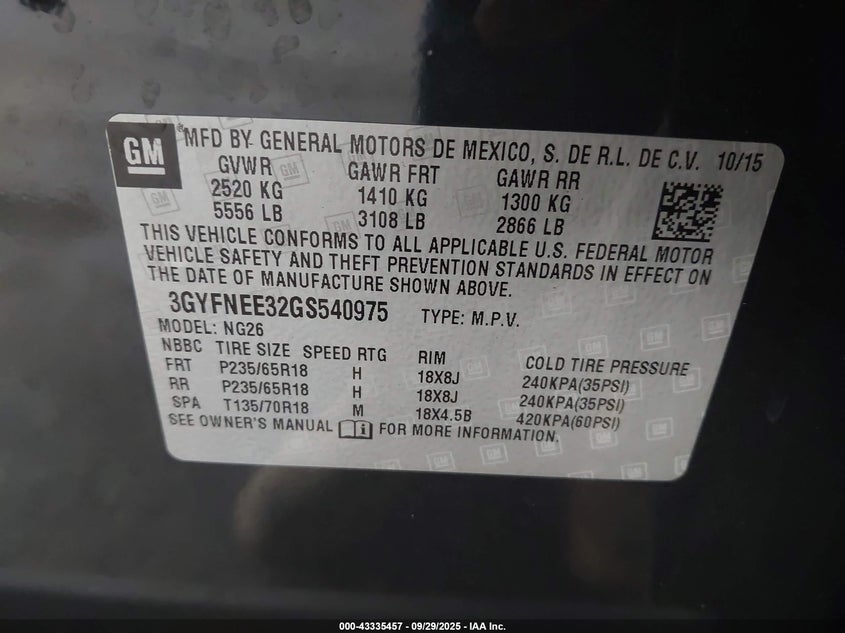 GM
® MFD BY GENERAL MOTORS DE MEXICO, S. DE R.L. DE C.V. 10/15
GVWR GAWR FRT GAWR RR
2520 KG 1410 KG 1300 KG
5556 LB 3108 LB 2866 LB
THIS VEHICLE CONFORMS TO ALL APPLICABLE U.S. FEDERAL MOTOR
VEHICLE SAFETY AND THEFT PREVENTION STANDARDS IN EFFECT ON
THE DATE OF MANUFACTURE SHOWN ABOVE.
3GYFNEE32GS540975 TYPE: M.P.V.
MODEL: NG26
NBBC TIRE SIZE SPEED RTG RIM COLD TIRE PRESSURE
FRT P235/65R18 H 18X8J 240KPA(35PSI)
RR P235/65R18 H 18X8J 240KPA(35PSI)
SPA T135/70R18 M 18X4.5B 420KPA(60PSI)
SEE OWNER'S MANUAL i FOR MORE INFORMATION.
000-43335457 - 09/29/2025 - IAA Inc.